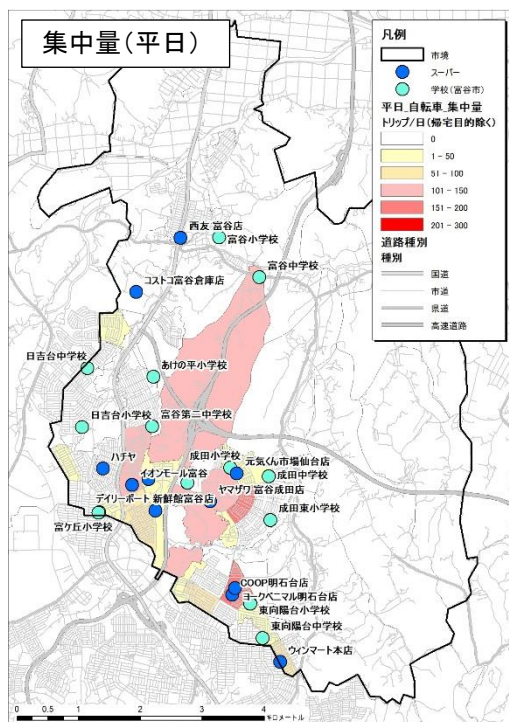 集中量(平日)
凡例
市境
スーパー
学校(富谷市)
平日_自転車_集中量
トリップ/日(帰宅目的除く)
0
1 - 50
51 - 100
101 - 150
151 - 200
201 - 300
道路種別
種別
国道
市道
県道
高速道路
西友 富谷店
富谷小学校
富谷中学校
コストコ富谷倉庫店
日吉台中学校
あけの平小学校
日吉台小学校
富谷第二中学校
ハチヤ
成田小学校
元気くん市場仙台店
イオンモール富谷
成田中学校
デイリーポート 新鮮館富谷店
ヤマザワ 富谷成田店
富ケ丘小学校
成田東小学校
COOP明石台店
ヨークベニマル明石台店
東向陽台小学校
東向陽台中学校
ウィンマート本店
0 0.5 1 2 3 4
キロメートル